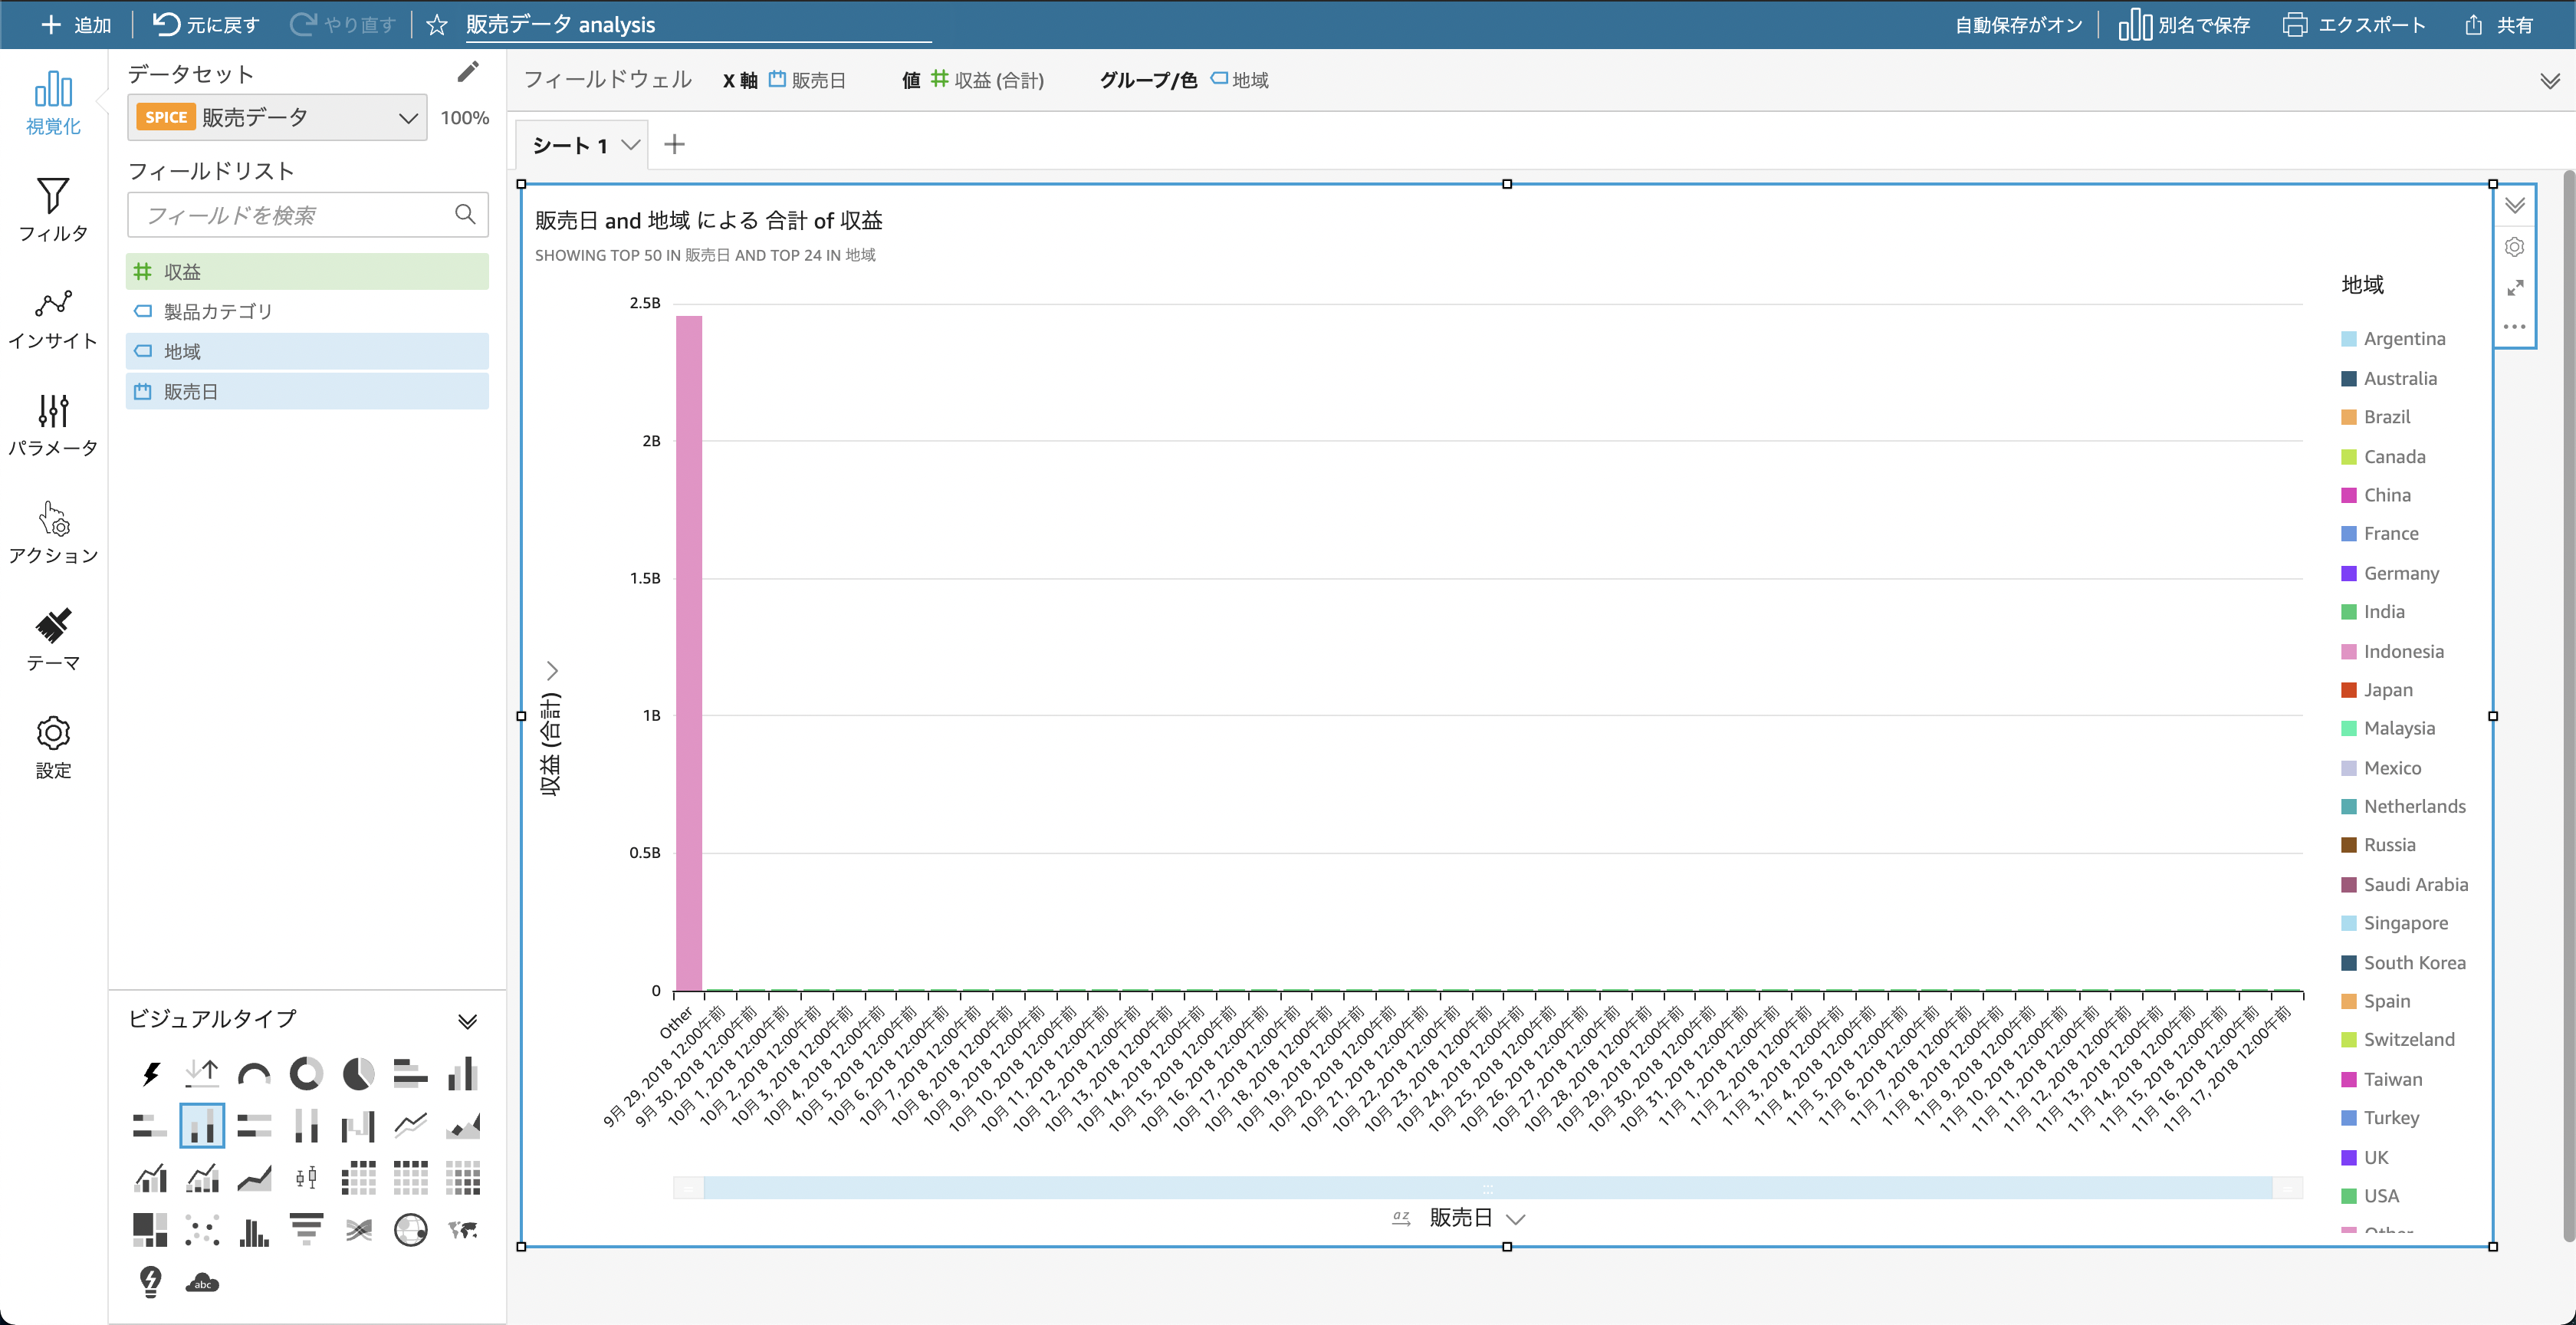 追加
元に戻す
やり直す
販売データ analysis
自動保存がオン
別名で保存
エクスポート
共有
視覚化
フィルタ
インサイト
パラメータ
アクション
テーマ
設定
データセット
SPICE 販売データ
100%
フィールドリスト
フィールドを検索
収益
製品カテゴリ
地域
販売日
ビジュアルタイプ
abc
フィールドウェル X 軸 販売日 値 収益 (合計) グループ/色 地域
シート 1
販売日 and 地域 による 合計 of 収益
SHOWING TOP 50 IN 販売日 AND TOP 24 IN 地域
収益 (合計)
2.5B
2B
1.5B
1B
0.5B
0
Other
9月 29, 2018 12:00午前
9月 30, 2018 12:00午前
10月 1, 2018 12:00午前
10月 2, 2018 12:00午前
10月 3, 2018 12:00午前
10月 4, 2018 12:00午前
10月 5, 2018 12:00午前
10月 6, 2018 12:00午前
10月 7, 2018 12:00午前
10月 8, 2018 12:00午前
10月 9, 2018 12:00午前
10月 10, 2018 12:00午前
10月 11, 2018 12:00午前
10月 12, 2018 12:00午前
10月 13, 2018 12:00午前
10月 14, 2018 12:00午前
10月 15, 2018 12:00午前
10月 16, 2018 12:00午前
10月 17, 2018 12:00午前
10月 18, 2018 12:00午前
10月 19, 2018 12:00午前
10月 20, 2018 12:00午前
10月 21, 2018 12:00午前
10月 22, 2018 12:00午前
10月 23, 2018 12:00午前
10月 24, 2018 12:00午前
10月 25, 2018 12:00午前
10月 26, 2018 12:00午前
10月 27, 2018 12:00午前
10月 28, 2018 12:00午前
10月 29, 2018 12:00午前
10月 30, 2018 12:00午前
10月 31, 2018 12:00午前
11月 1, 2018 12:00午前
11月 2, 2018 12:00午前
11月 3, 2018 12:00午前
11月 4, 2018 12:00午前
11月 5, 2018 12:00午前
11月 6, 2018 12:00午前
11月 7, 2018 12:00午前
11月 8, 2018 12:00午前
11月 9, 2018 12:00午前
11月 10, 2018 12:00午前
11月 11, 2018 12:00午前
11月 12, 2018 12:00午前
11月 13, 2018 12:00午前
11月 14, 2018 12:00午前
11月 15, 2018 12:00午前
11月 16, 2018 12:00午前
11月 17, 2018 12:00午前
az 販売日
地域
Argentina
Australia
Brazil
Canada
China
France
Germany
India
Indonesia
Japan
Malaysia
Mexico
Netherlands
Russia
Saudi Arabia
Singapore
South Korea
Spain
Switzeland
Taiwan
Turkey
UK
USA
Other